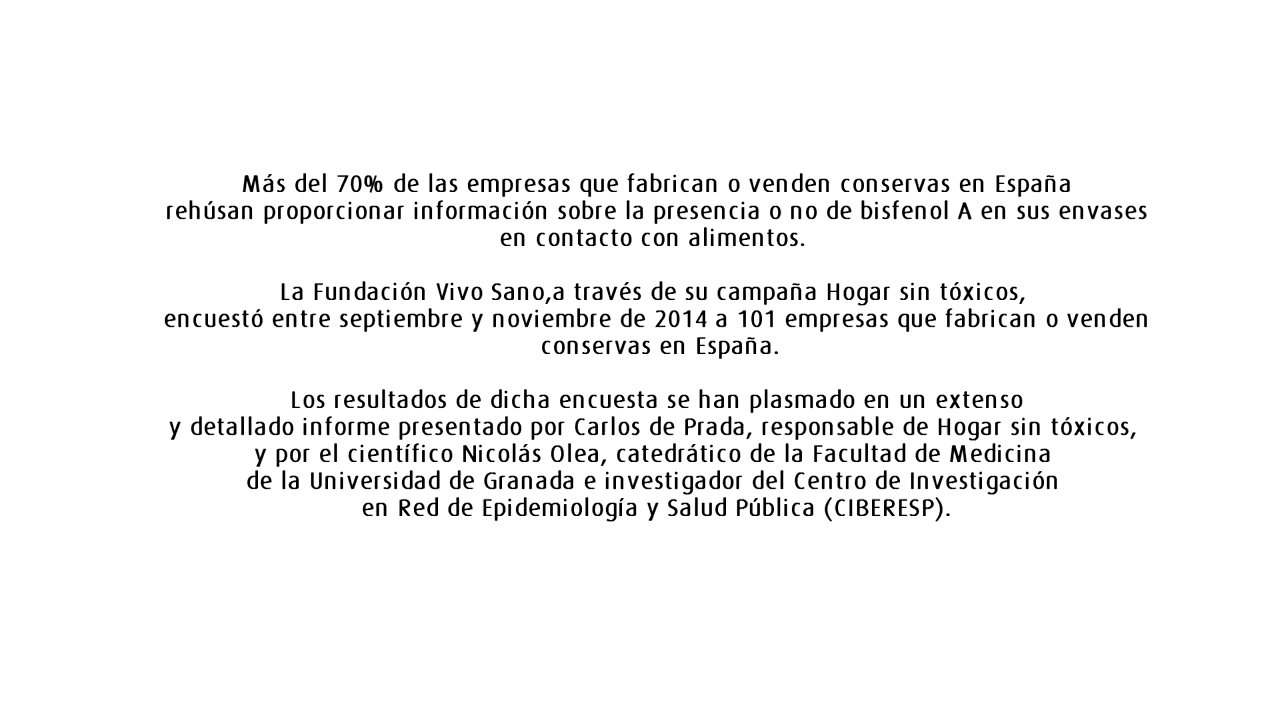 Más del 70% de las empresas que fabrican o venden conservas en España
rehúsan proporcionar información sobre la presencia o no de bisfenol A en sus envases
en contacto con alimentos.
La Fundación Vivo Sano,a través de su campaña Hogar sin tóxicos,
encuestó entre septiembre y noviembre de 2014 a 101 empresas que fabrican o venden
conservas en España.
Los resultados de dicha encuesta se han plasmado en un extenso
y detallado informe presentado por Carlos de Prada, responsable de Hogar sin tóxicos,
y por el científico Nicolás Olea, catedrático de la Facultad de Medicina
de la Universidad de Granada e investigador del Centro de Investigación
en Red de Epidemiología y Salud Pública (CIBERESP).